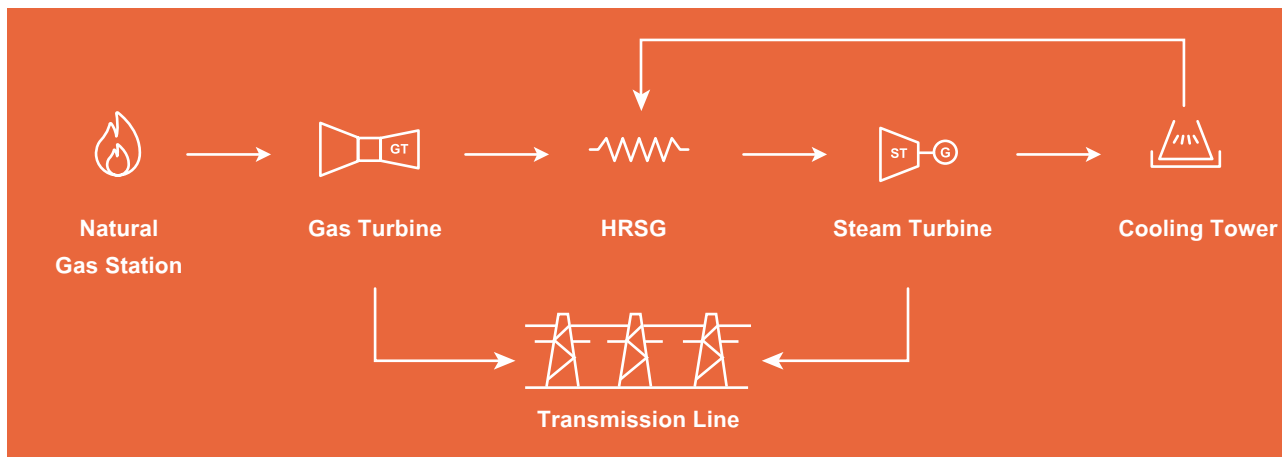 GT
ST
G
Natural
Gas Station
Gas Turbine
HRSG
Steam Turbine
Cooling Tower
Transmission Line